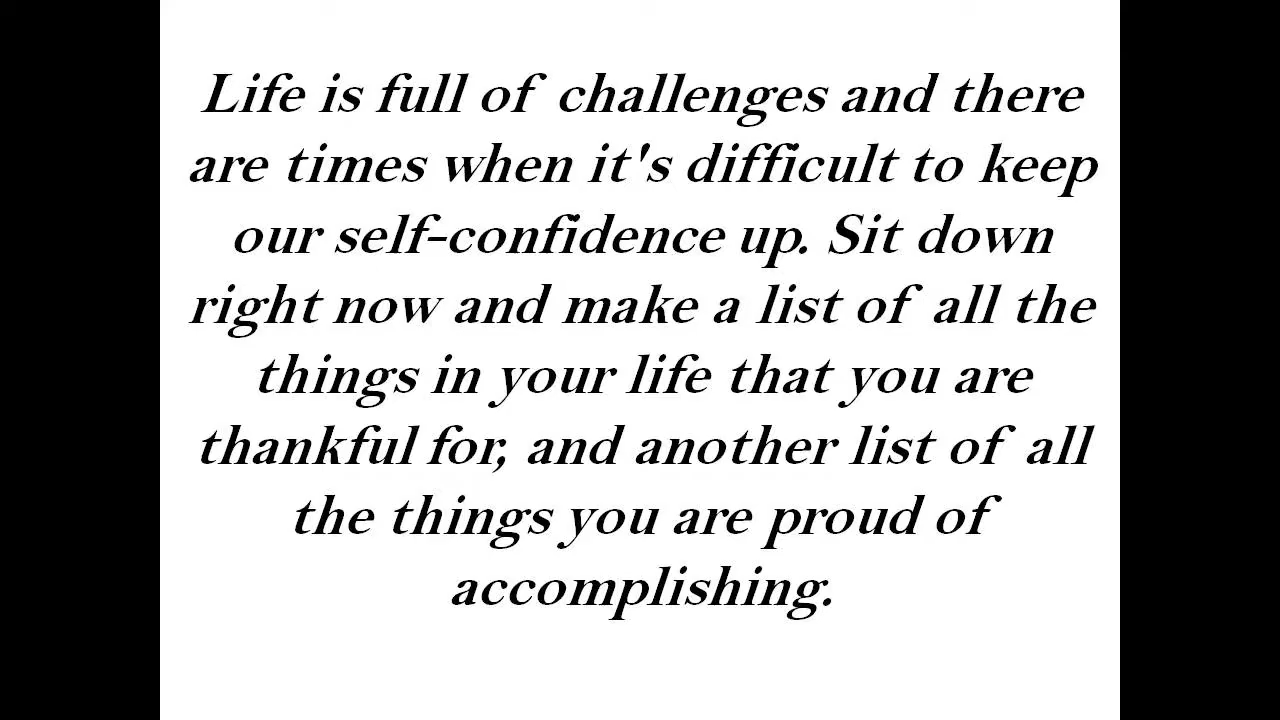 Life is full of challenges and there
are times when it's difficult to keep
our self-confidence up. Sit down
right now and make a list of all the
things in your life that you are
thankful for, and another list of all
the things you are proud of
accomplishing.